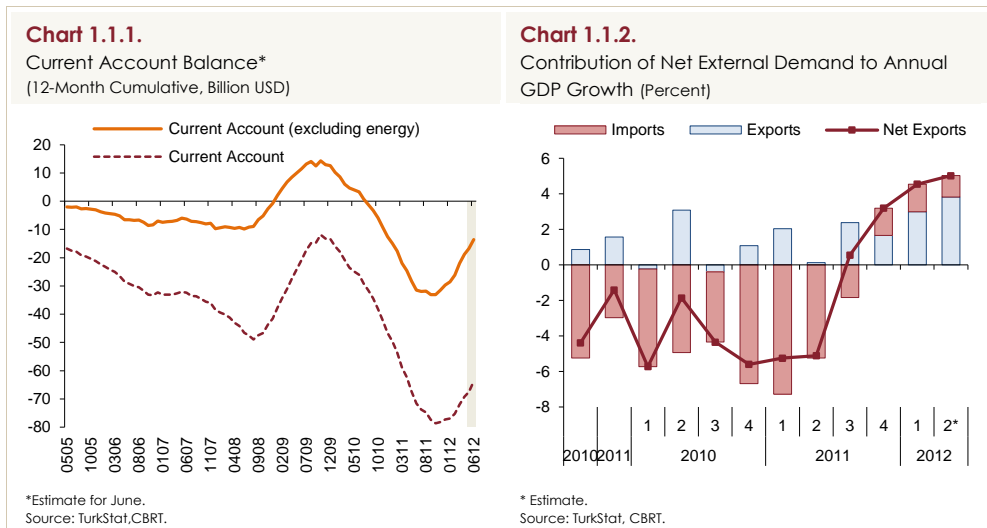 Chart 1.1.1.
Current Account Balance*
(12-Month Cumulative, Billion USD)
Current Account (excluding energy)
Current Account
20
10
0
-10
-20
-30
-40
-50
-60
-70
-80
0505
1005
0306
0806
0107
0607
1107
0408
0908
0209
0709
1209
0510
1010
0311
0811
0112
0612
*Estimate for June.
Source: TurkStat,CBRT.
Chart 1.1.2.
Contribution of Net External Demand to Annual
GDP Growth (Percent)
Imports Exports Net Exports
6
4
2
0
-2
-4
-6
-8
1 2 3 4 1 2 3 4 1 2*
2010 2011 2010 2011 2012
* Estimate.
Source: TurkStat, CBRT.